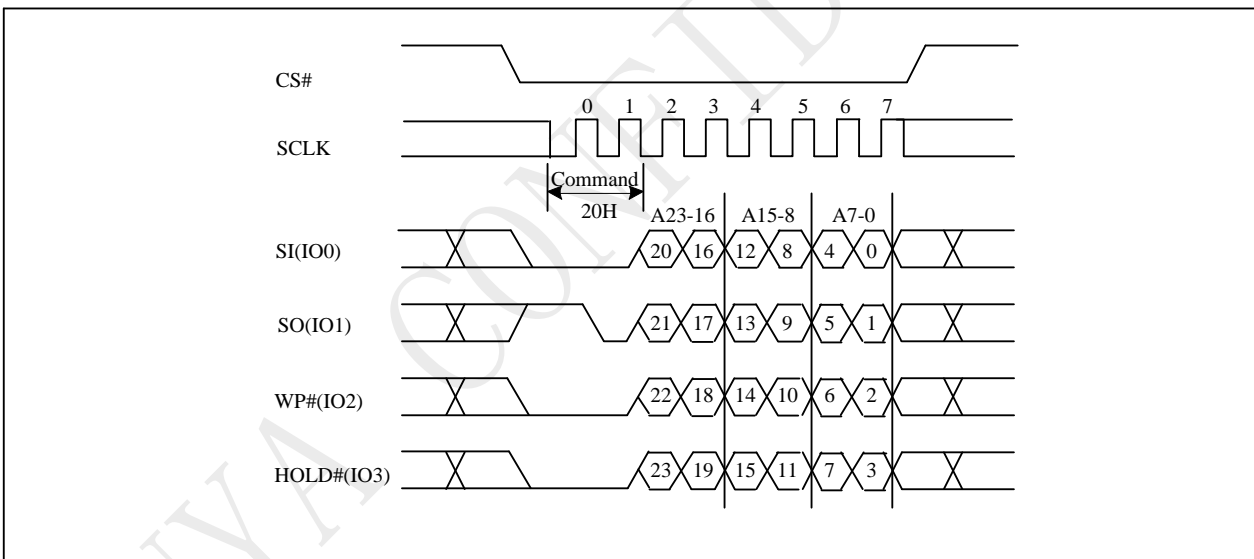 CS#
0 1 2 3 4 5 6 7
SCLK
Command
20H
A23-16 A15-8 A7-0
SI(IO0) 20 16 12 8 4 0
SO(IO1) 21 17 13 9 5 1
WP#(IO2) 22 18 14 10 6 2
HOLD#(IO3) 23 19 15 11 7 3